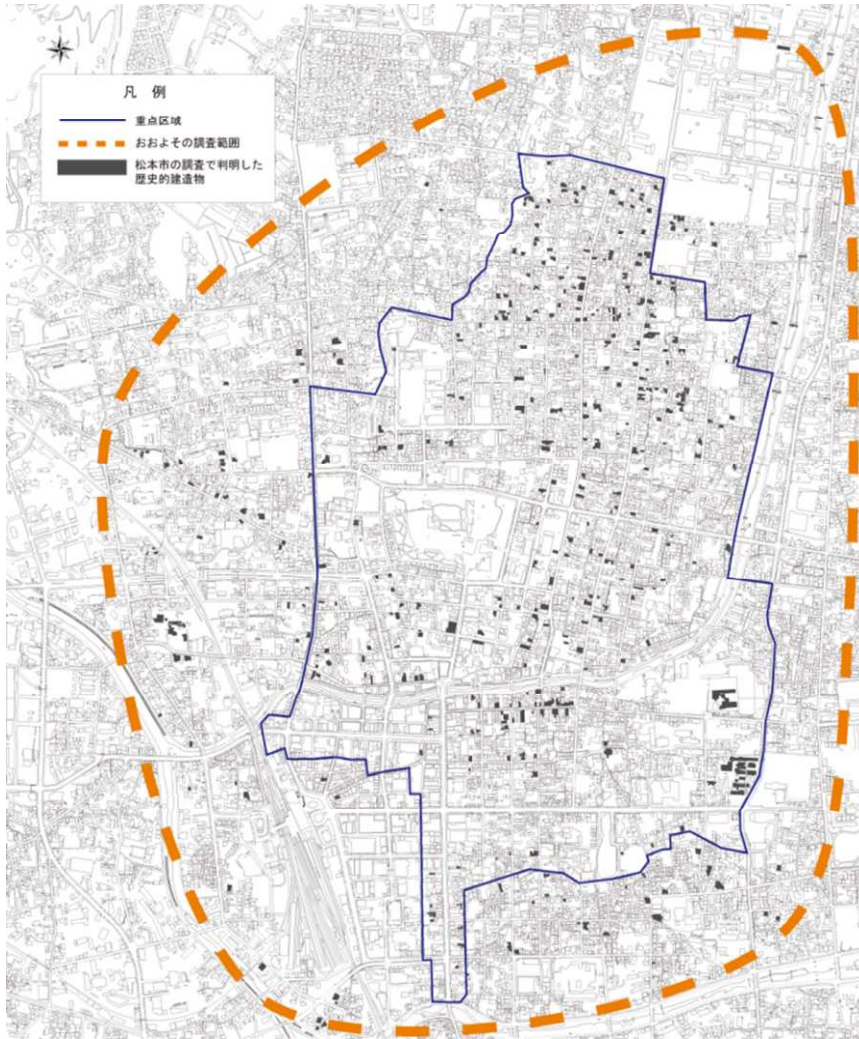 凡 例
重点区域
おおよその調査範囲
松本市の調査で判明した
歴史的建造物